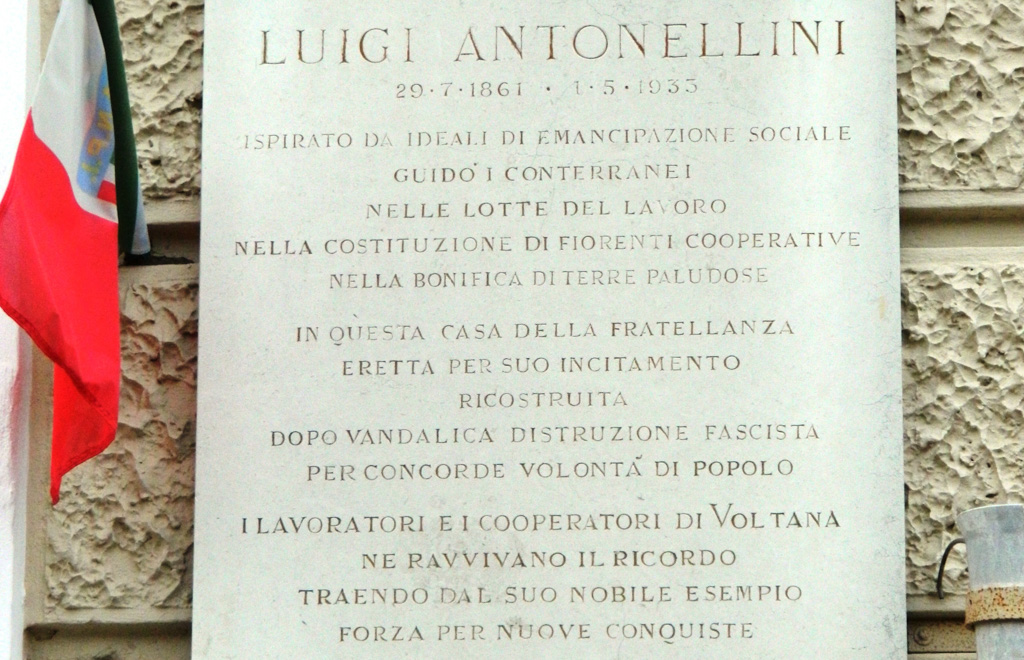 LUIGI ANTONELLINI
29·7·1861 · 1·5·1933
ISPIRATO DA IDEALI DI EMANCIPAZIONE SOCIALE
GUIDO' I CONTERRANEI
NELLE LOTTE DEL LAVORO
NELLA COSTITUZIONE DI FIORENTI COOPERATIVE
NELLA BONIFICA DI TERRE PALUDOSE
IN QUESTA CASA DELLA FRATELLANZA
ERETTA PER SUO INCITAMENTO
RICOSTRUITA
DOPO VANDALICA DISTRUZIONE FASCISTA
PER CONCORDE VOLONTA' DI POPOLO
I LAVORATORI E I COOPERATORI DI VOLTANA
NE RAVVIVANO IL RICORDO
TRAENDO DAL SUO NOBILE ESEMPIO
FORZA PER NUOVE CONQUISTE